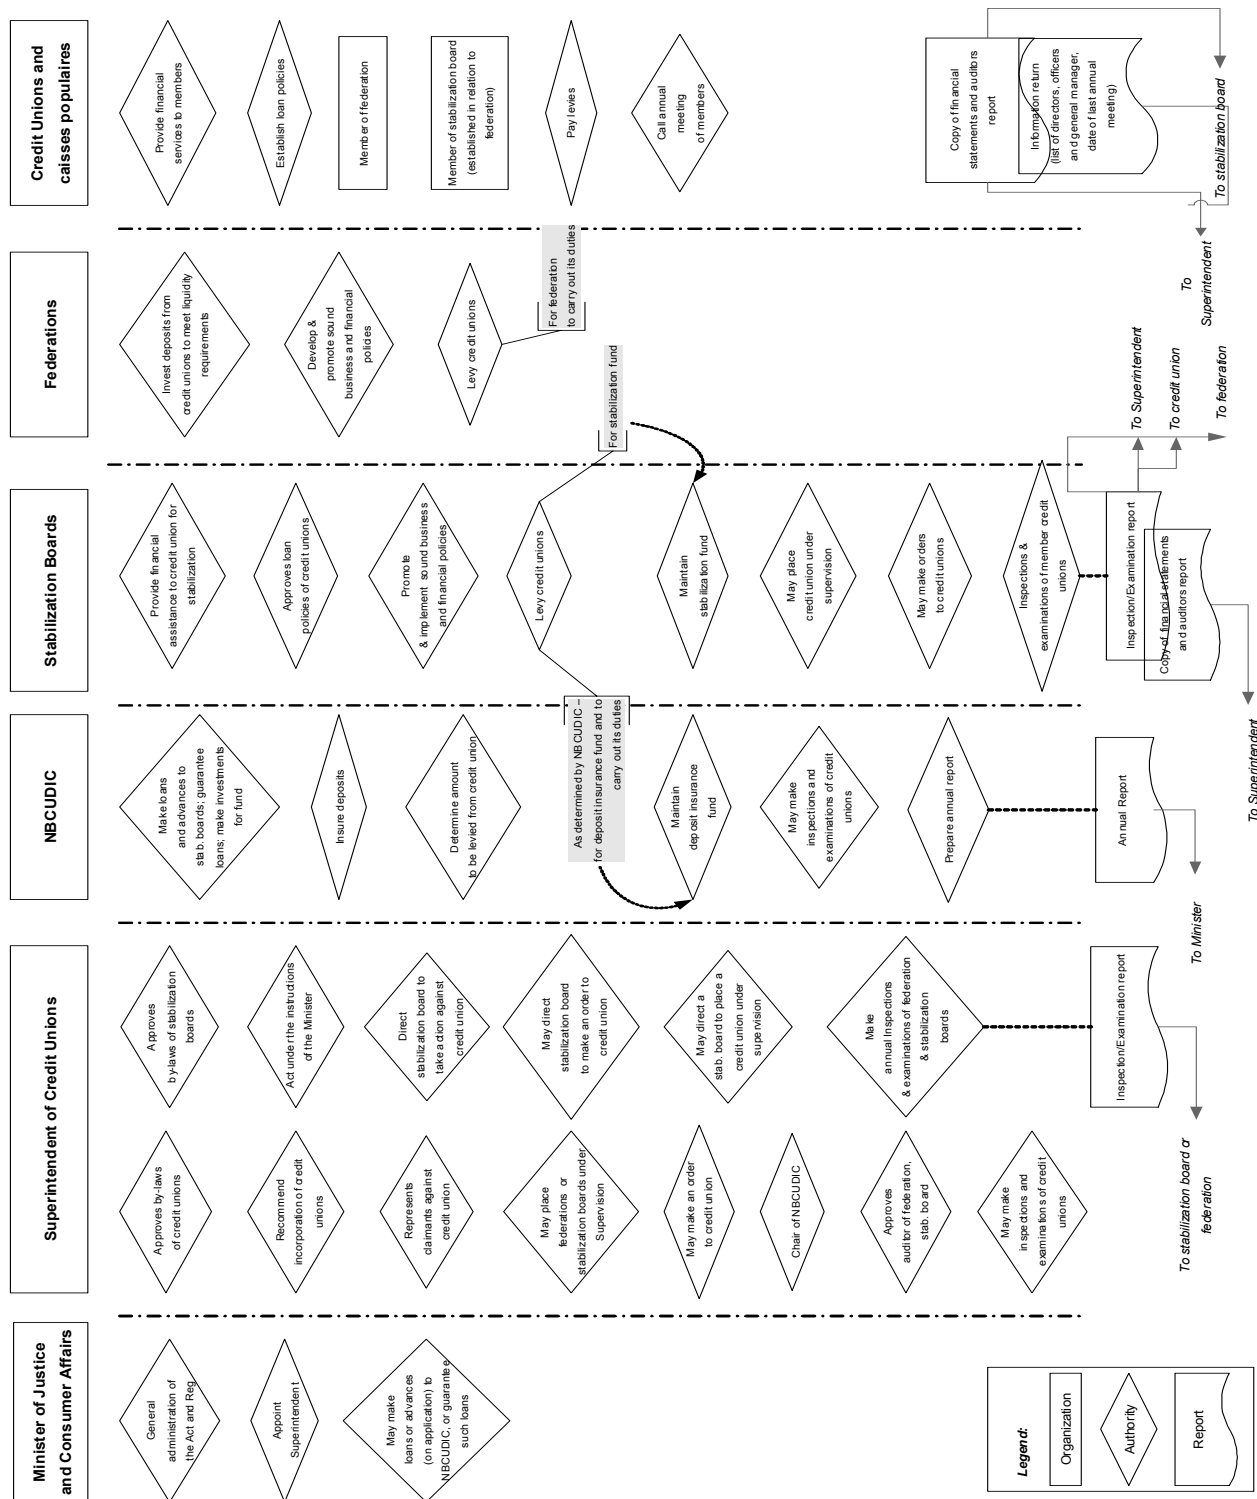 Minister of Justice
and Consumer Affairs
General
administration of
the Act and Reg
Appoint
Superintendent
May make
loans or advances
(on application) to
NBCUDIC, or guarantee
such loans
Legend:
Organization
Authority
Report
Superintendent of Credit Unions
Approves by-laws
of credit unions
Recommend
incorporation of credit
unions
Represents
claimants against
credit union
May place
federations or
stabilization boards under
Supervision
May make an order
to credit union
Chair of NBCUDIC
Approves
auditor of federation,
stab. board
May make
inspections and
examinations of credit
unions
Approves
by-laws of stabilization
boards
Act under the instructions
of the Minister
Direct
stabilization board to
take action against
credit union
May direct
stabilization board
to make an order to
credit union
May direct a
stab. board to place a
credit union under
supervision
Make
annual Inspections
& examinations of federation
& stabilization
boards
Inspection/Examination report
To stabilization board or
federation
NBCUDIC
Make loans
and advances to
stab. boards; guarantee
loans; make investments
for fund
Insure deposits
Determine amount
to be levied from credit union
As determined by NBCUDIC –
for deposit insurance fund and to
carry out its duties
Maintain
deposit insurance
fund
May make
inspections and
examinations of credit
unions
Prepare annual report
Annual Report
To Minister
Stabilization Boards
Provide financial
assistance to credit union for
stabilization
Approves loan
policies of credit unions
Promote
& implement sound business
and financial policies
Levy credit unions
For stabilization fund
Maintain
stabilization fund
May place
credit union under
supervision
May make orders
to credit unions
Inspections &
examinations of member credit
unions
Inspection/Examination report
Copy of financial statements
and auditors report
To Superintendent
To Superintendent
To credit union
To federation
Federations
Invest deposits from
credit unions to meet liquidity
requirements
Develop &
promote sound
business and financial
policies
Levy credit unions
For federation
to carry out its duties
Credit Unions and
caisses populaires
Provide financial
services to members
Establish loan policies
Member of federation
Member of stabilization board
(established in relation to
federation)
Pay levies
Call annual
meeting
of members
Copy of financial
statements and auditors
report
Information return
(list of directors, officers
and general manager,
date of last annual
meeting)
To
Superintendent
To stabilization board